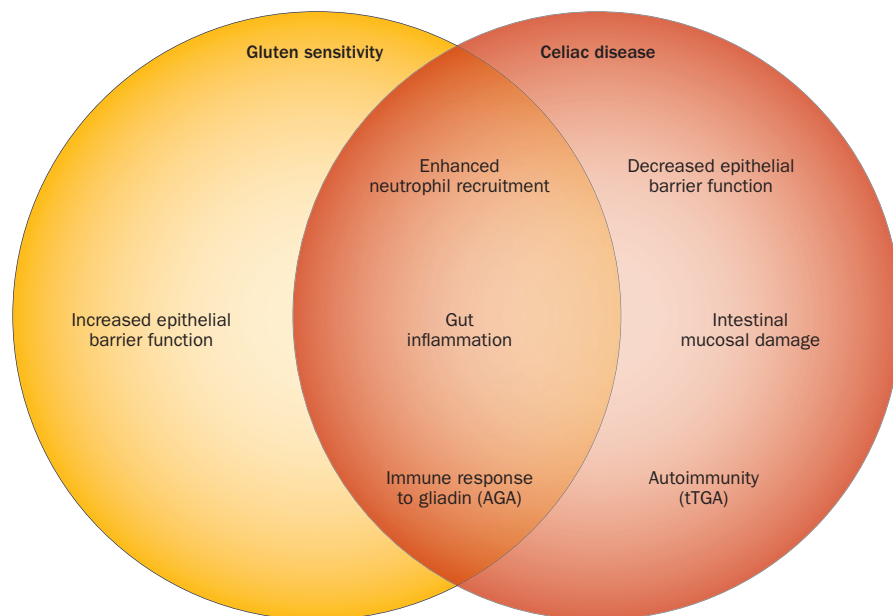 Gluten sensitivity
Celiac disease
Enhanced
neutrophil recruitment
Decreased epithelial
barrier function
Increased epithelial
barrier function
Gut
inflammation
Intestinal
mucosal damage
Immune response
to gliadin (AGA)
Autoimmunity
(tTGA)